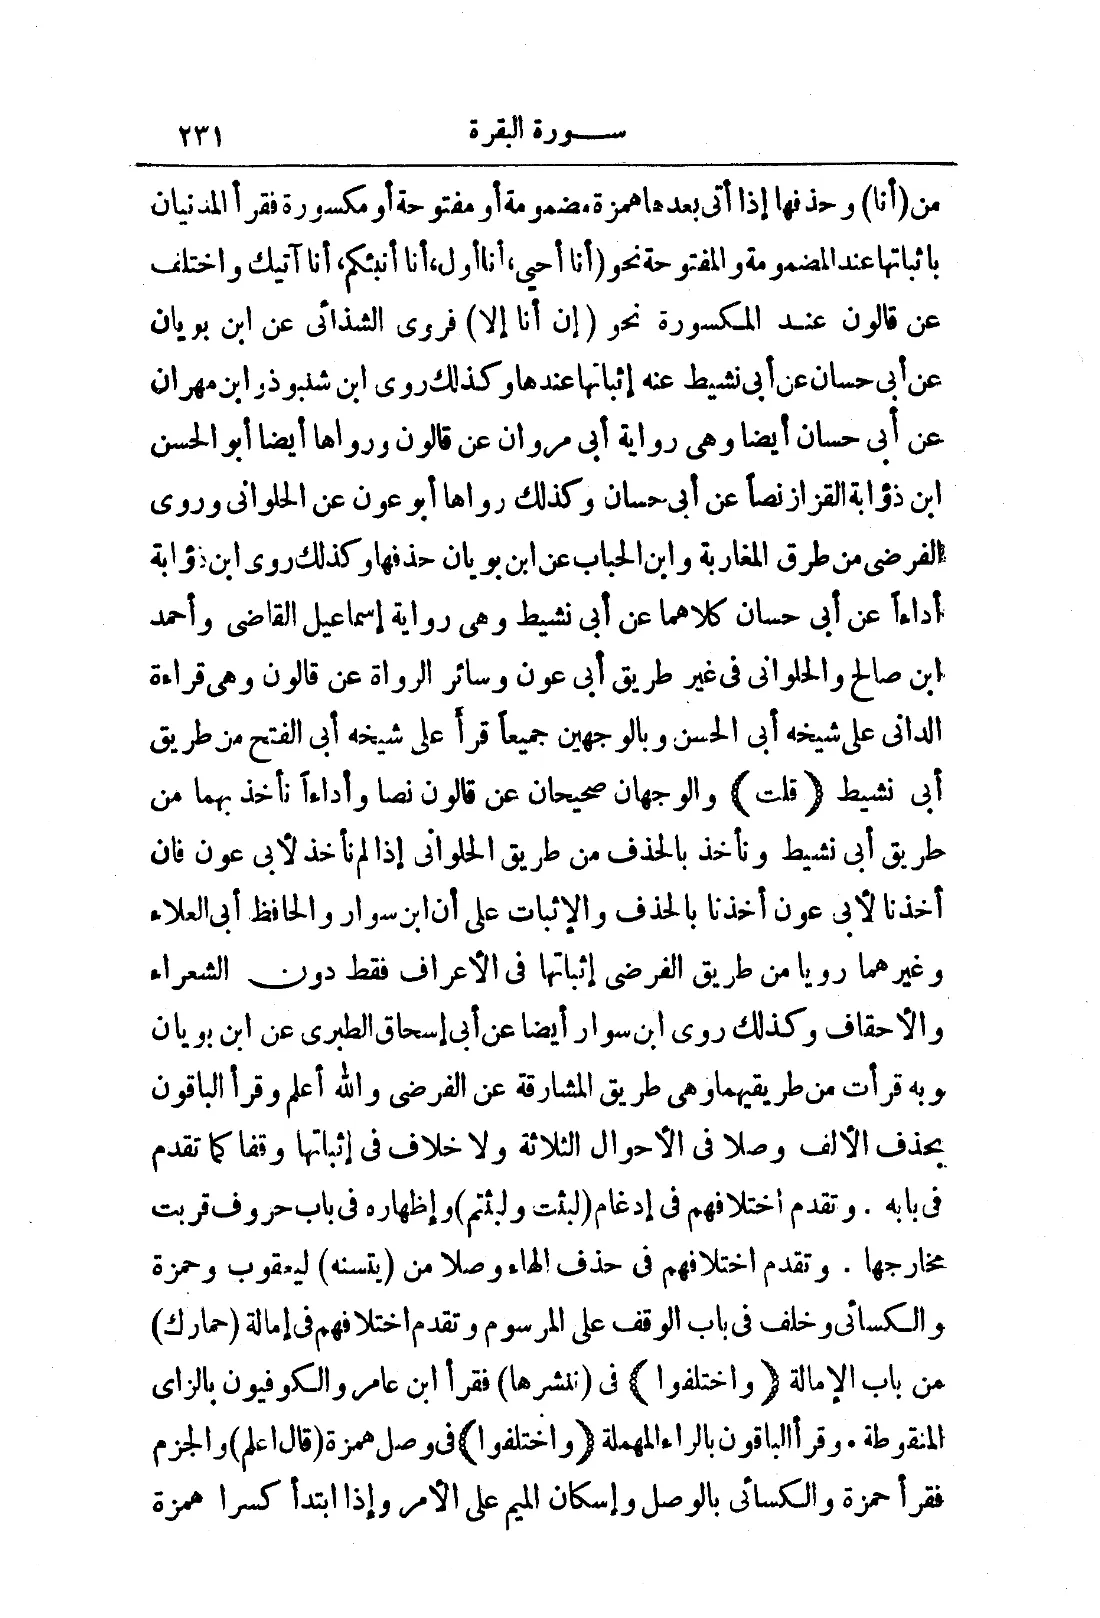 سورة البقرة ٢٣١
من (أنا) وحذفها إذا أتى بعدها همزة مضمومة أو مفتوحة أو مكسورة فقرأ المدنيان
باثباتها عند المضمومة والمفتوحة نحو (أنا أحيي، أنا أول، أنا أنبئكم، أنا آتيك واختلف
عن قالون عند المكسورة نحو (إن أنا إلا) فروى الشذائى عن ابن بويان
عن أبى حسان عن أبى نشيط عنه إثباتها عندها وكذلك روى ابن شنبوذ وابن مهران
عن أبى حسان أيضا وهى رواية أبى مروان عن قالون ورواها أيضا أبو الحسن
ابن ذؤابة القزاز نصاً عن أبى حسان وكذلك رواها أبو عون عن الحلوانى وروى
الفرضى من طرق المغاربة وابن الحباب عن ابن بويان حذفها وكذلك روى ابن ذؤابة
أداءاً عن أبى حسان كلاهما عن أبى نشيط وهى رواية إسماعيل القاضى وأحمد
ابن صالح والحلوانى فى غير طريق أبى عون وسائر الرواة عن قالون وهى قراءة
الدانى على شيخه أبى الحسن وبالوجهين جميعاً قرأ على شيخه أبى الفتح من طريق
أبى نشيط (قلت) والوجهان صحيحان عن قالون نصا وأداءاً نأخذ بهما من
طريق أبى نشيط ونأخذ بالحذف من طريق الحلوانى إذا لم نأخذ لأبى عون فان
أخذنا لأبى عون أخذنا بالحذف والإثبات على أن ابن سوار والحافظ أبى العلاء
وغيرهما رويا من طريق الفرضى إثباتها فى الأعراف فقط دون الشعراء
والأحقاف وكذلك روى ابن سوار أيضا عن أبى إسحاق الطبرى عن ابن بويان
وبه قرأت من طريقيهما وهى طريق المشارقة عن الفرضى والله أعلم وقرأ الباقون
بحذف الألف وصلا فى الأحوال الثلاثة ولا خلاف فى إثباتها وقفا كما تقدم
فى بابه . وتقدم اختلافهم فى إدغام (لبثت ولبثتم) وإظهاره فى باب حروف قربت
مخارجها . وتقدم اختلافهم فى حذف الهاء وصلا من (يتسنه) ليعقوب وحمزة
والكسائى وخلف فى باب الوقف على المرسوم وتقدم اختلافهم فى إمالة (حمارك)
من باب الإمالة (واختلفوا) فى (ننشرها) فقرأ ابن عامر والكوفيون بالزاى
المنقوطة . وقرأ الباقون بالراء المهملة (واختلفوا) فى وصل همزة (قال اعلم) والجزم
فقرأ حمزة والكسائى بالوصل وإسكان الميم على الأمر وإذا ابتدأ كسرا همزة